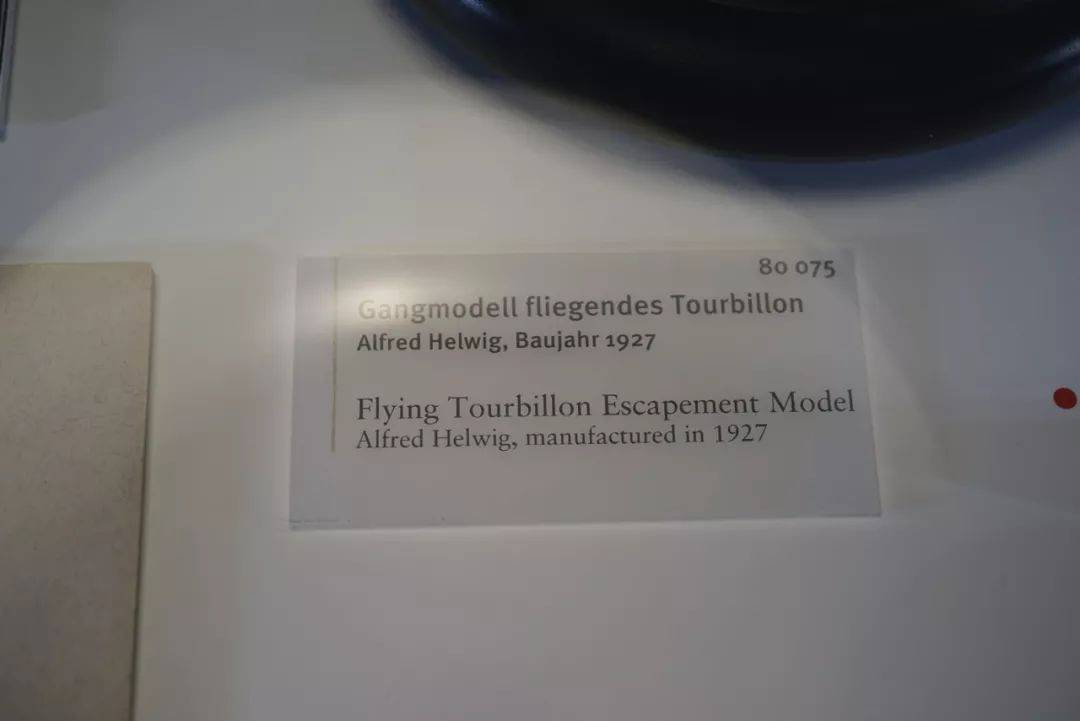 80 075
Gangmodell fliegendes Tourbillon
Alfred Helwig, Baujahr 1927
Flying Tourbillon Escapement Model
Alfred Helwig, manufactured in 1927